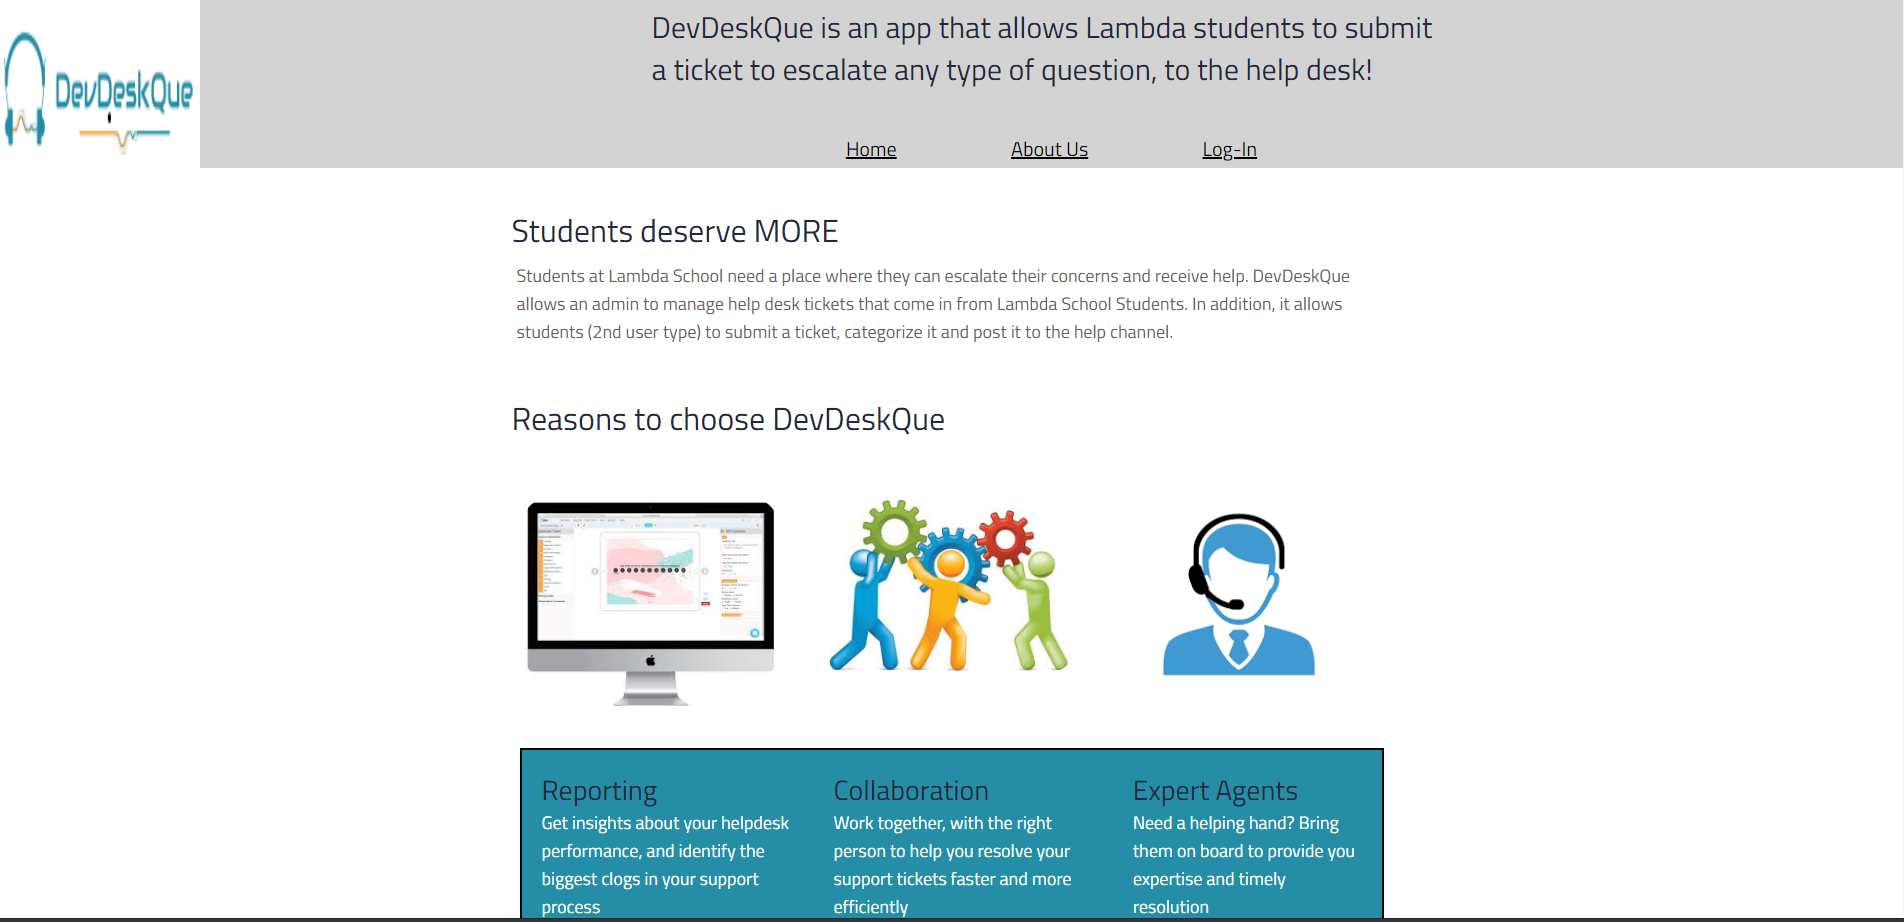 DevDeskQue
DevDeskQue is an app that allows Lambda students to submit
a ticket to escalate any type of question, to the help desk!
Home About Us Log-In
Students deserve MORE
Students at Lambda School need a place where they can escalate their concerns and receive help. DevDeskQue
allows an admin to manage help desk tickets that come in from Lambda School Students. In addition, it allows
students (2nd user type) to submit a ticket, categorize it and post it to the help channel.
Reasons to choose DevDeskQue
Reporting
Get insights about your helpdesk
performance, and identify the
biggest clogs in your support
process
Collaboration
Work together, with the right
person to help you resolve your
support tickets faster and more
efficiently
Expert Agents
Need a helping hand? Bring
them on board to provide you
expertise and timely
resolution